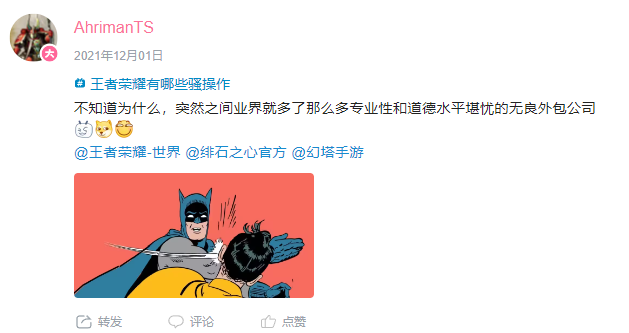 AhrimanTS
2021年12月01日
王者荣耀有哪些骚操作
不知道为什么，突然之间业界就多了那么多专业性和道德水平堪忧的无良外包公司
@王者荣耀-世界 @绯石之心官方 @幻塔手游
转发 评论 点赞